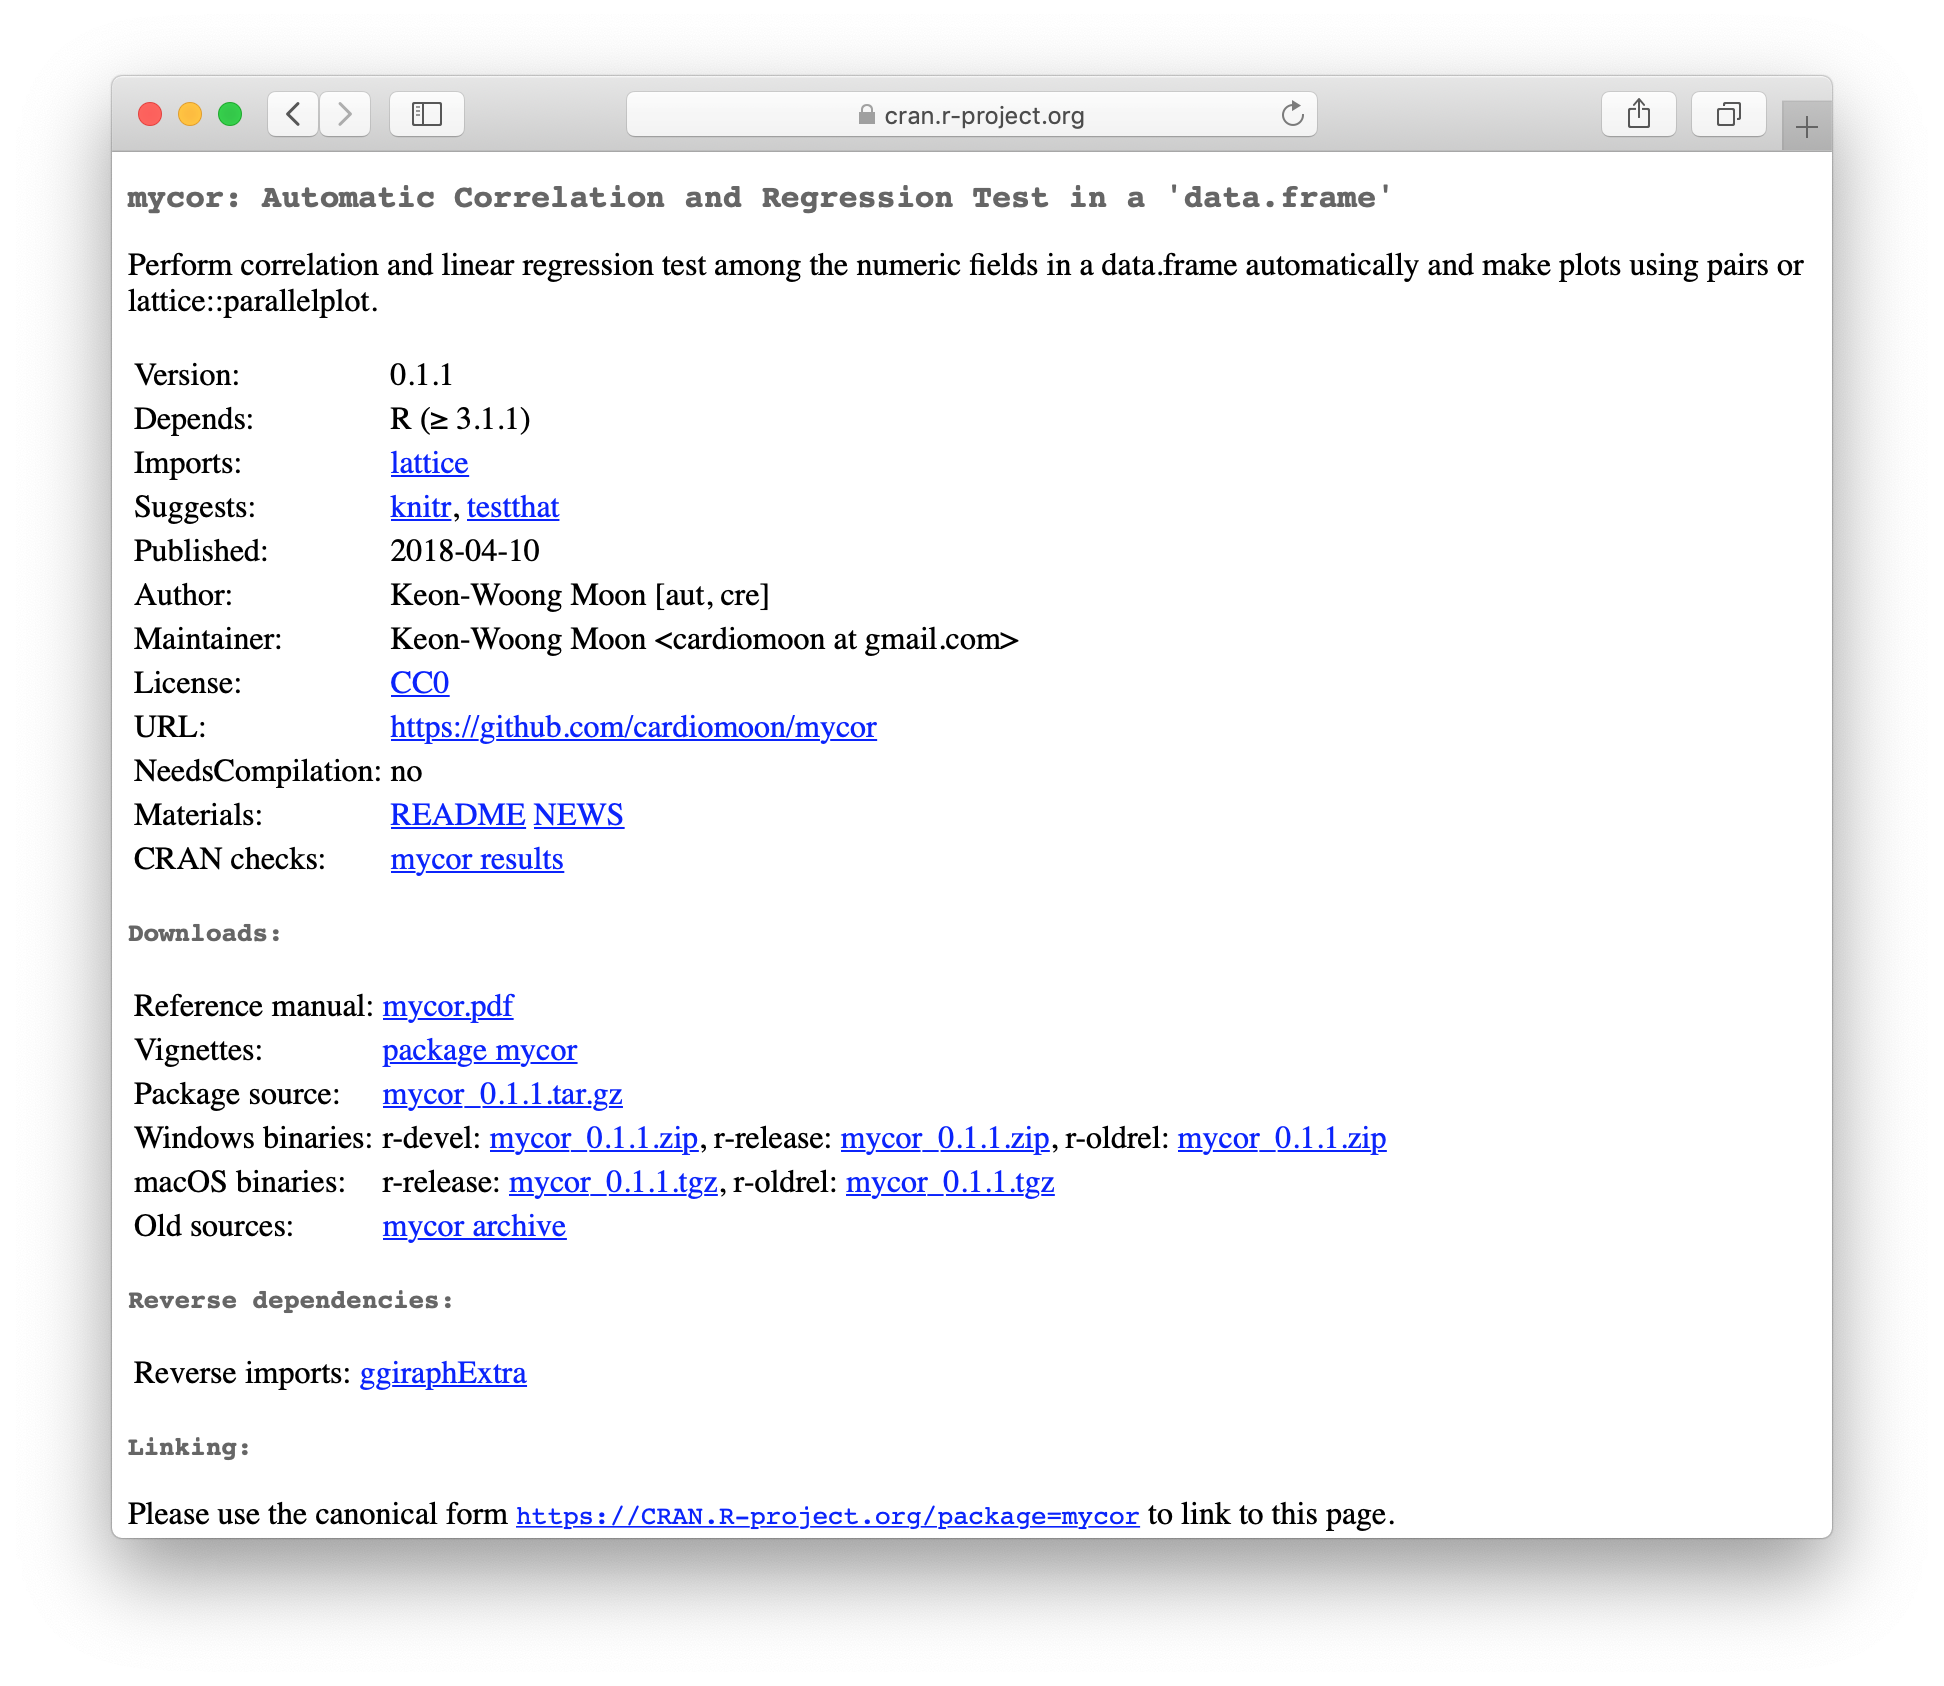 cran.r-project.org
mycor: Automatic Correlation and Regression Test in a 'data.frame'
Perform correlation and linear regression test among the numeric fields in a data.frame automatically and make plots using pairs or
lattice::parallelplot.
Version: 0.1.1
Depends: R (≥ 3.1.1)
Imports: lattice
Suggests: knitr, testthat
Published: 2018-04-10
Author: Keon-Woong Moon [aut, cre]
Maintainer: Keon-Woong Moon <cardiomoon at gmail.com>
License: CC0
URL: https://github.com/cardiomoon/mycor
NeedsCompilation: no
Materials: README NEWS
CRAN checks: mycor results
Downloads:
Reference manual: mycor.pdf
Vignettes: package mycor
Package source: mycor_0.1.1.tar.gz
Windows binaries: r-devel: mycor_0.1.1.zip, r-release: mycor_0.1.1.zip, r-oldrel: mycor_0.1.1.zip
macOS binaries: r-release: mycor_0.1.1.tgz, r-oldrel: mycor_0.1.1.tgz
Old sources: mycor archive
Reverse dependencies:
Reverse imports: ggiraphExtra
Linking:
Please use the canonical form https://CRAN.R-project.org/package=mycor to link to this page.